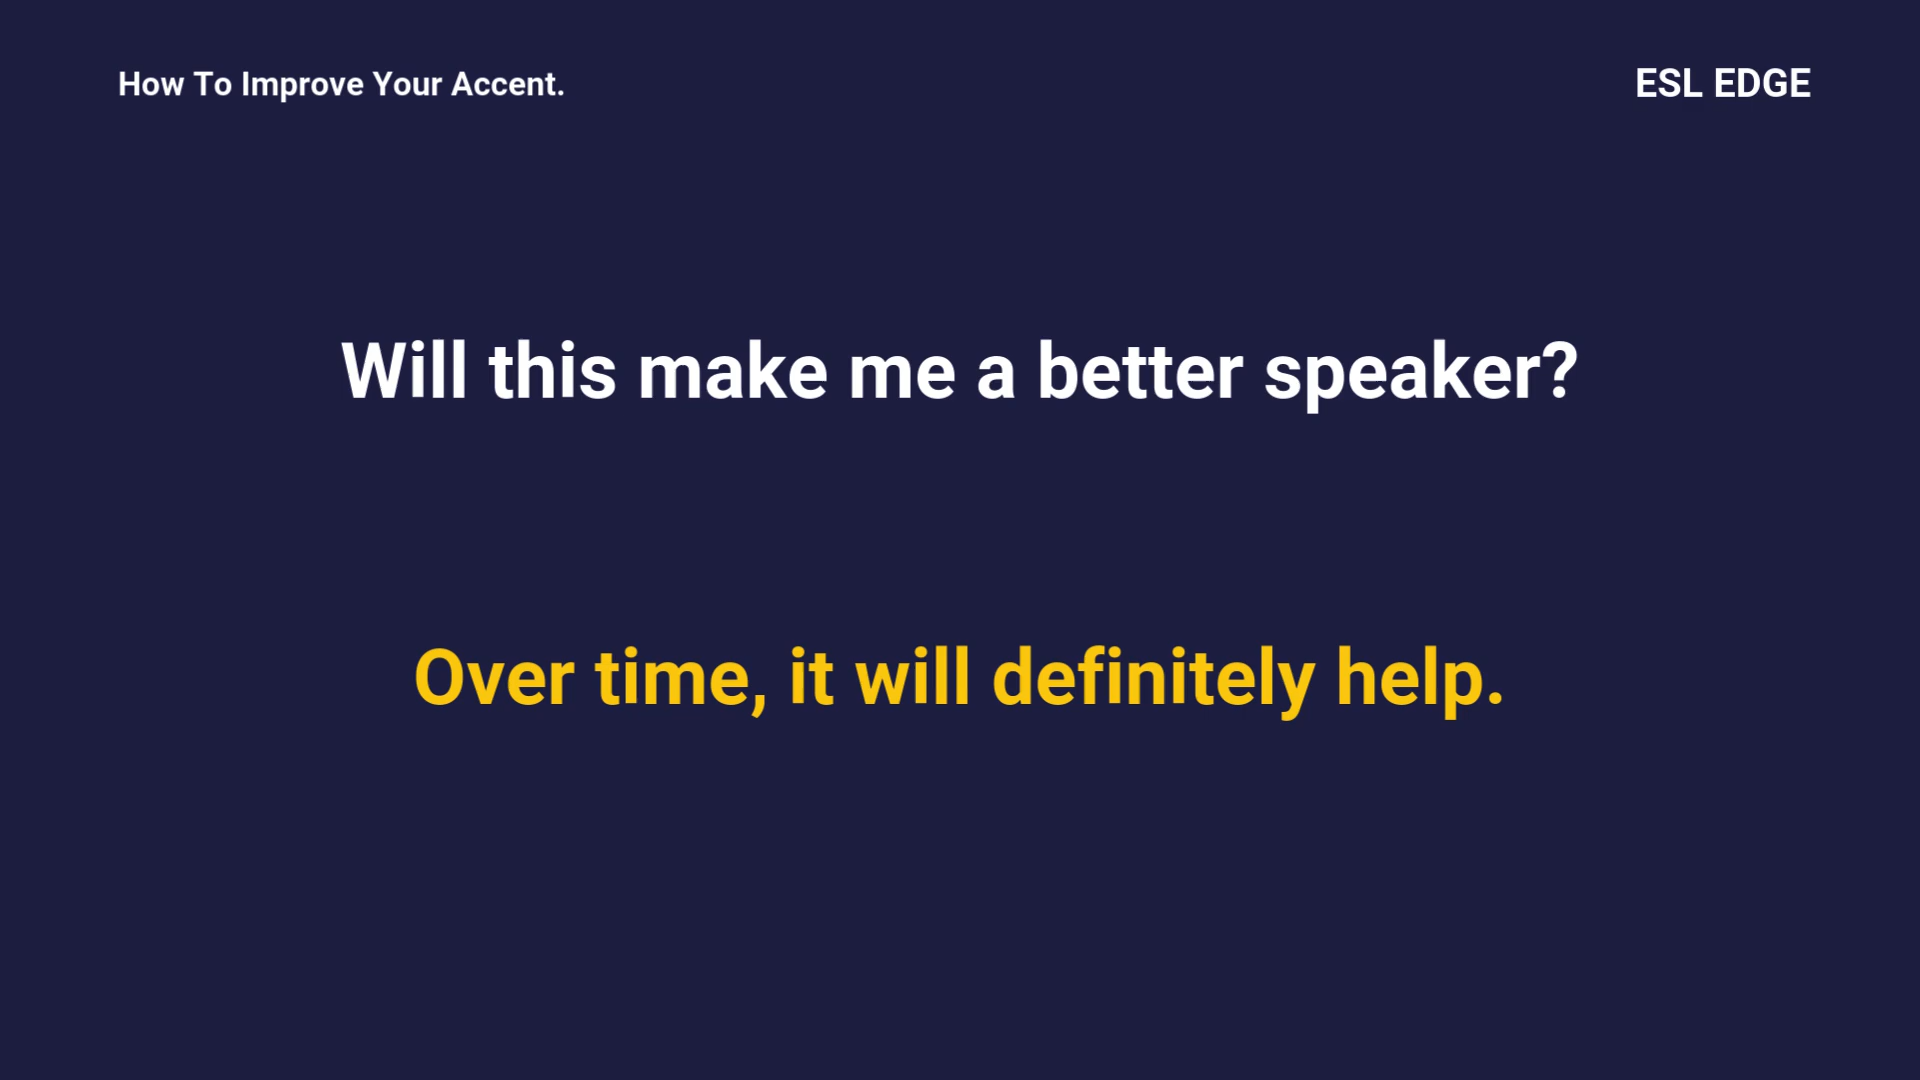 How To Improve Your Accent.
ESL EDGE
Will this make me a better speaker?
Over time, it will definitely help.